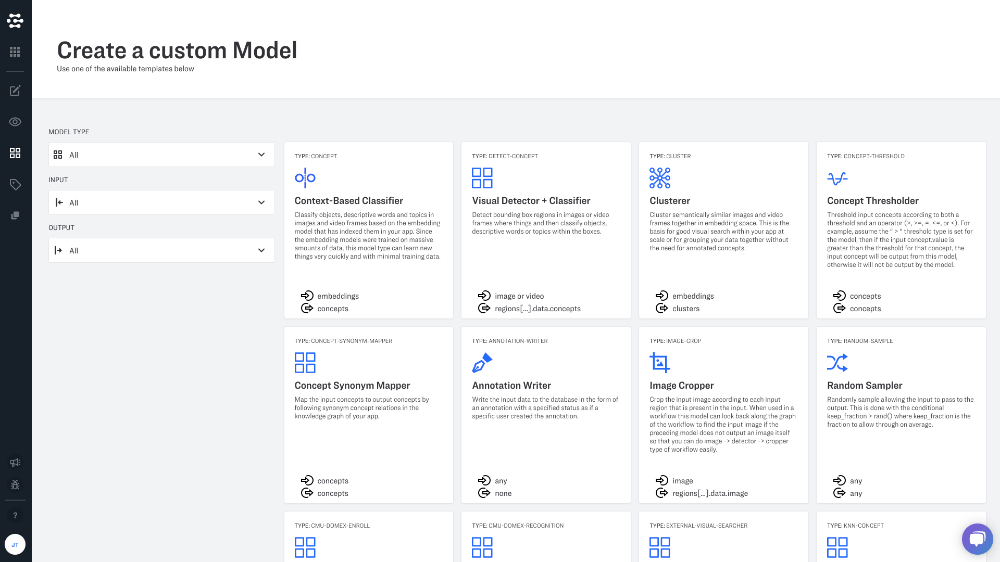 Create a custom Model
Use one of the available templates below
MODEL TYPE
All
INPUT
All
OUTPUT
All
TYPE: CONCEPT
Context-Based Classifier
Classify objects, descriptive words and topics in
images and video frames based on the embedding
model that has indexed them in your app. Since
the embedding models were trained on massive
amounts of data, this model type can learn new
things very quickly and with minimal training data.
embeddings
concepts
TYPE: DETECT-CONCEPT
Visual Detector + Classifier
Detect bounding box regions in images or video
frames where things and then classify objects,
descriptive words or topics within the boxes.
image or video
regions[...].data.concepts
TYPE: CLUSTER
Clusterer
Cluster semantically similar images and video
frames together in embedding space. This is the
basis for good visual search within your app at
scale or for grouping your data together without
the need for annotated concepts
embeddings
clusters
TYPE: CONCEPT-THRESHOLD
Concept Thresholder
Threshold input concepts according to both a
threshold and an operator (>, >=, =, <=, or <). For
example, assume the " > " threshold type is set for
the model, then if the input concept.value is
greater than the threshold for that concept, the
input concept will be output from this model,
otherwise it will not be output by the model.
concepts
concepts
TYPE: CONCEPT-SYNONYM-MAPPER
Concept Synonym Mapper
Map the input concepts to output concepts by
following synonym concept relations in the
knowledge graph of your app.
concepts
concepts
TYPE: ANNOTATION-WRITER
Annotation Writer
Write the input data to the database in the form of
an annotation with a specified status as if a
specific user created the annotation.
any
none
TYPE: IMAGE-CROP
Image Cropper
Crop the input image according to each input
region that is present in the input. When used in a
workflow this model can look back along the graph
of the workflow to find the input image if the
preceding model does not output an image itself
so that you can do image -> detector -> cropper
type of workflow easily.
image
regions[...].data.image
TYPE: RANDOM-SAMPLE
Random Sampler
Randomly sample allowing the input to pass to the
output. This is done with the conditional
keep_fraction > rand() where keep_fraction is the
fraction to allow through on average.
any
any
TYPE: CMU-DOMEX-ENROLL
TYPE: CMU-DOMEX-RECOGNITION
TYPE: EXTERNAL-VISUAL-SEARCHER
TYPE: KNN-CONCEPT
?
JT